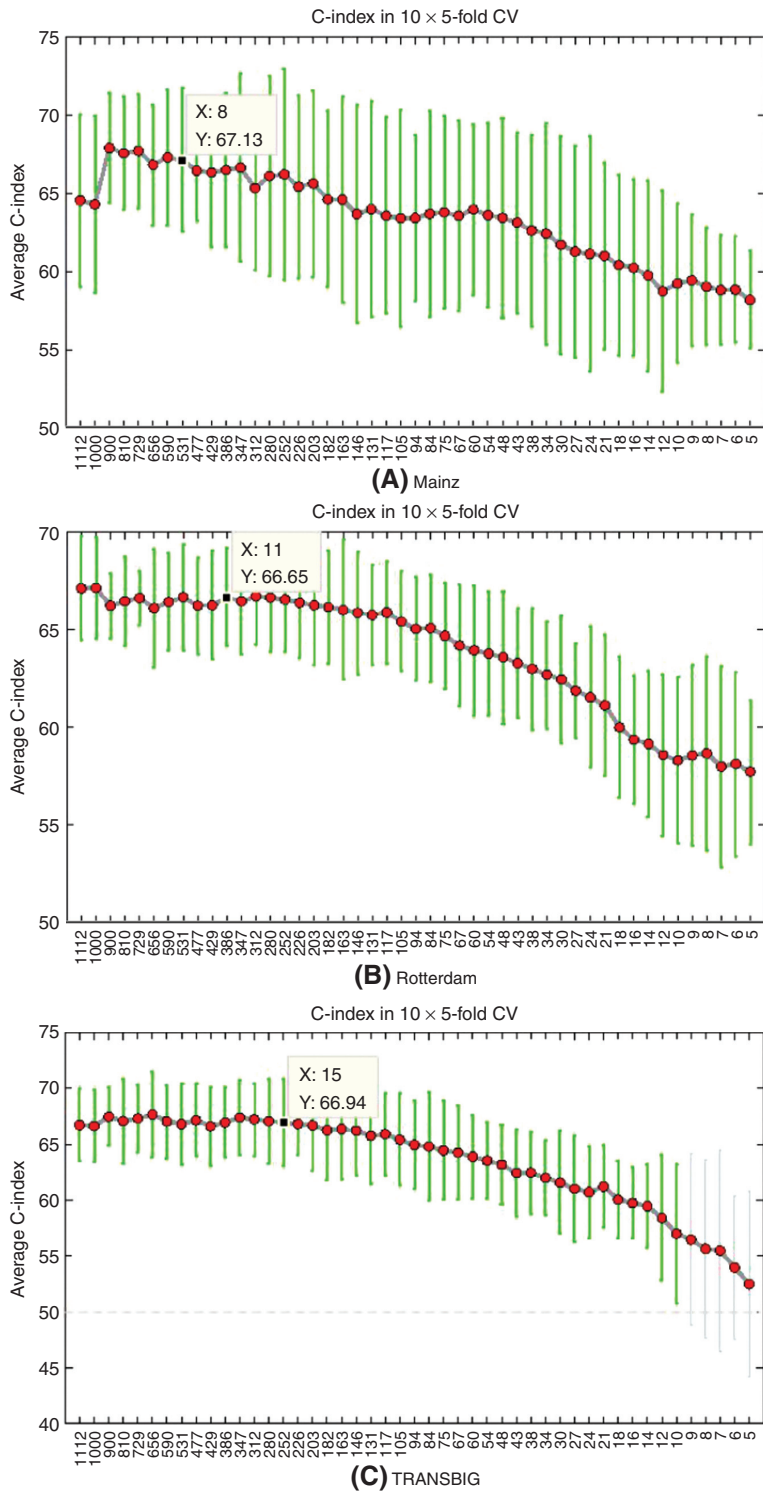 C-index in 10 × 5-fold CV
75
70
65
60
55
50
Average C-index
X: 8
Y: 67.13
1112 1000 900 810 729 656 590 531 477 429 386 347 312 280 252 226 203 182 163 146 131 117 105 94 84 75 67 60 54 48 43 38 34 30 27 24 21 18 16 14 12 10 9 8 7 6 5
(A) Mainz
C-index in 10 × 5-fold CV
70
65
60
55
50
Average C-index
X: 11
Y: 66.65
1112 1000 900 810 729 656 590 531 477 429 386 347 312 280 252 226 203 182 163 146 131 117 105 94 84 75 67 60 54 48 43 38 34 30 27 24 21 18 16 14 12 10 9 8 7 6 5
(B) Rotterdam
C-index in 10 × 5-fold CV
75
70
65
60
55
50
45
40
Average C-index
X: 15
Y: 66.94
1112 1000 900 810 729 656 590 531 477 429 386 347 312 280 252 226 203 182 163 146 131 117 105 94 84 75 67 60 54 48 43 38 34 30 27 24 21 18 16 14 12 10 9 8 7 6 5
(C) TRANSBIG